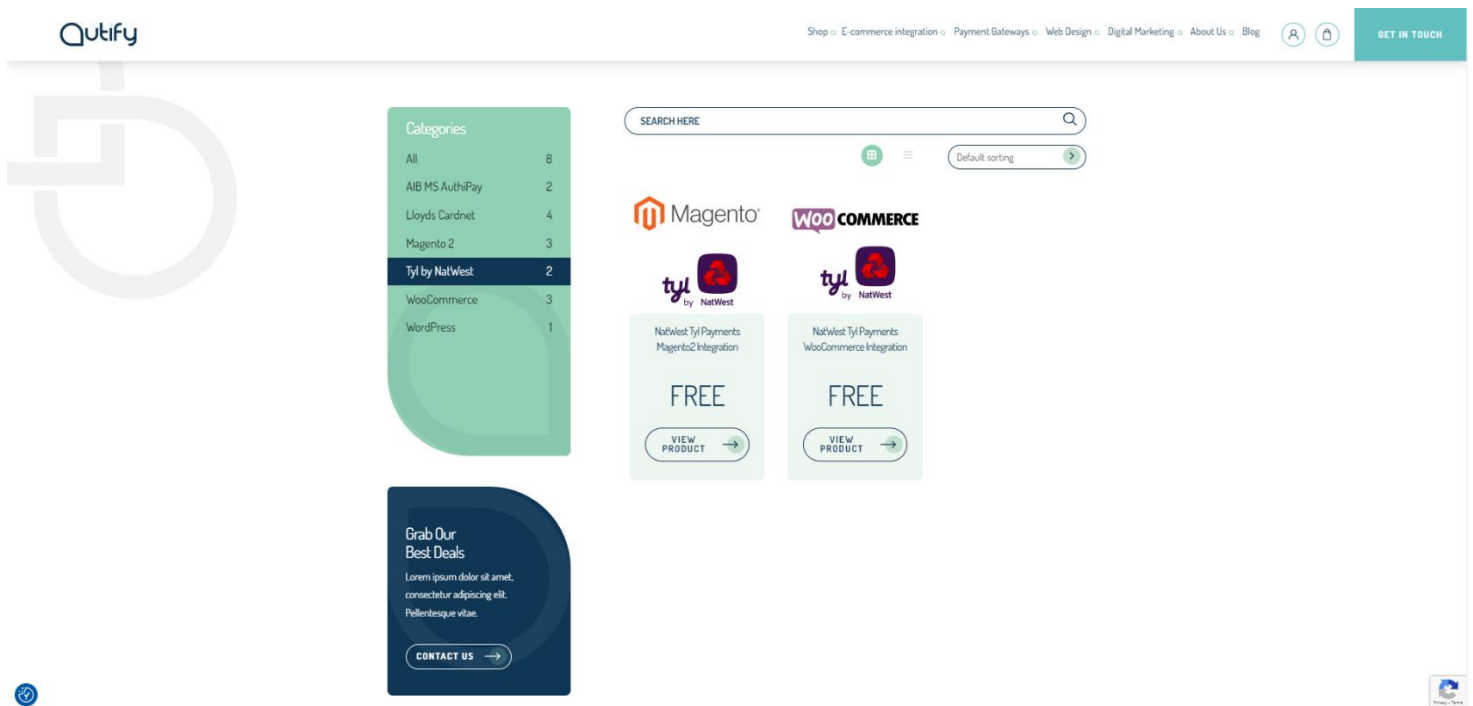 Qutify
Shop E-commerce integration Payment Gateways Web Design Digital Marketing About Us Blog
GET IN TOUCH
Categories
All 8
AIB MS AuthiPay 2
Lloyds Cardnet 4
Magento 2 3
Tyl by NatWest 2
WooCommerce 3
WordPress 1
SEARCH HERE
Default sorting
Magento
WOO COMMERCE
tyl by NatWest
tyl by NatWest
NatWest Tyl Payments
Magento2 Integration
FREE
VIEW
PRODUCT
NatWest Tyl Payments
WooCommerce Integration
FREE
VIEW
PRODUCT
Grab Our
Best Deals
Lorem ipsum dolor sit amet,
consectetur adipiscing elit.
Pellentesque vitae.
CONTACT US
Privacy - Terms